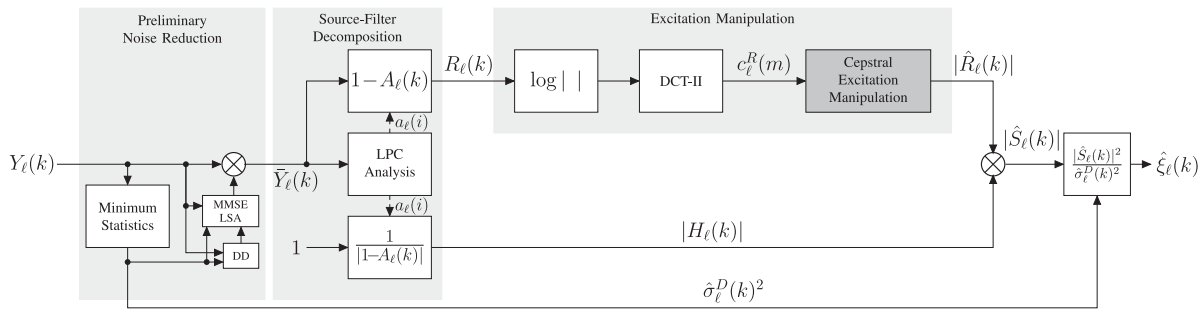 Preliminary
Noise Reduction
Source-Filter
Decomposition
Excitation Manipulation
1−A_ℓ(k)
R_ℓ(k)
log| |
DCT-II
c_ℓ^R(m)
Cepstral
Excitation
Manipulation
|R̂_ℓ(k)|
a_ℓ(i)
Y_ℓ(k)
Ȳ_ℓ(k)
LPC
Analysis
|Ŝ_ℓ(k)|
|Ŝ_ℓ(k)|²
σ̂_ℓ^D(k)²
ξ̂_ℓ(k)
Minimum
Statistics
MMSE
LSA
DD
a_ℓ(i)
1
1
|1−A_ℓ(k)|
|H_ℓ(k)|
σ̂_ℓ^D(k)²